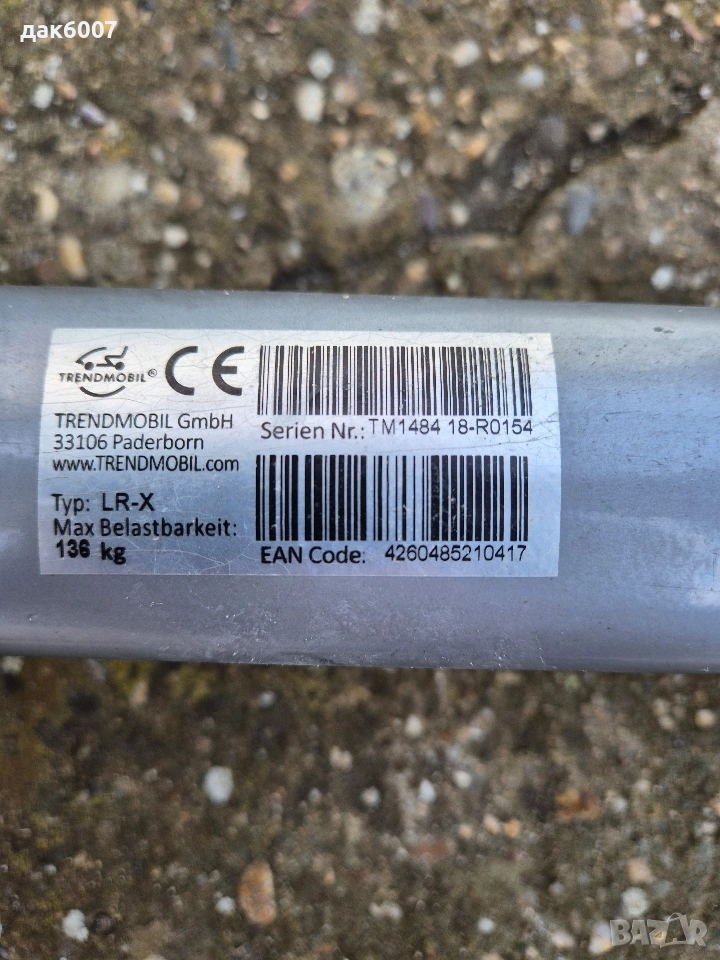 дак6007
TRENDMOBIL®
CE
TRENDMOBIL GmbH
33106 Paderborn
www.TRENDMOBIL.com
Typ: LR-X
Max Belastbarkeit:
136 kg
Serien Nr.: TM1484 18-R0154
EAN Code: 4260485210417
BAZAR